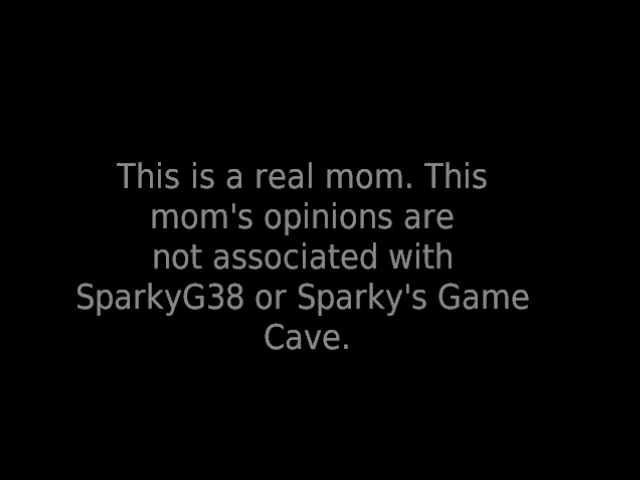 This is a real mom. This
mom's opinions are
not associated with
SparkyG38 or Sparky's Game
Cave.